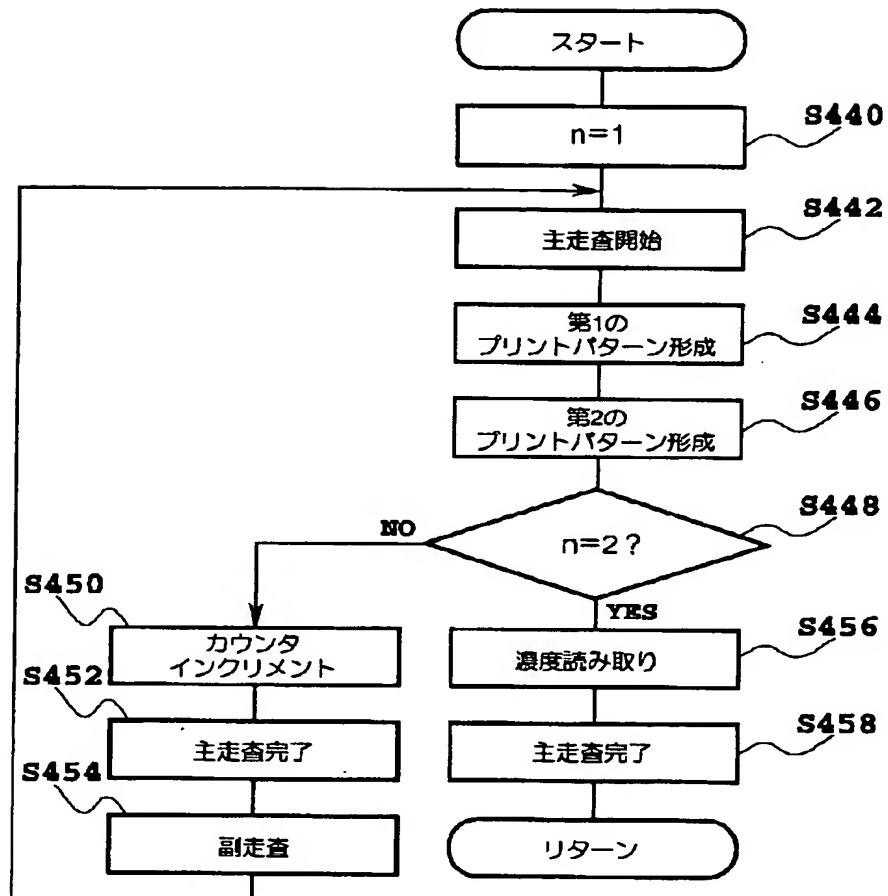 スタート
n=1
S440
主走査開始
S442
第1の
プリントパターン形成
S444
第2の
プリントパターン形成
S446
n=2?
S448
NO
YES
S450
カウンタ
インクリメント
S452
主走査完了
S454
副走査
濃度読み取り
S456
主走査完了
S458
リターン